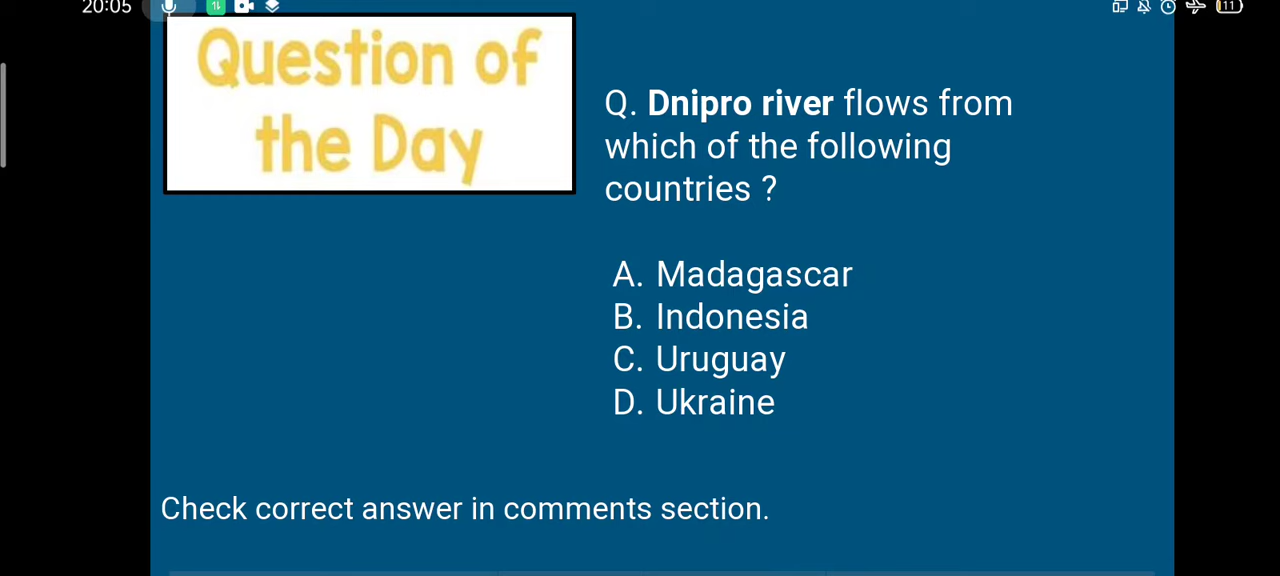 20:05
11
Question of
the Day
Q. Dnipro river flows from
which of the following
countries ?
A. Madagascar
B. Indonesia
C. Uruguay
D. Ukraine
Check correct answer in comments section.